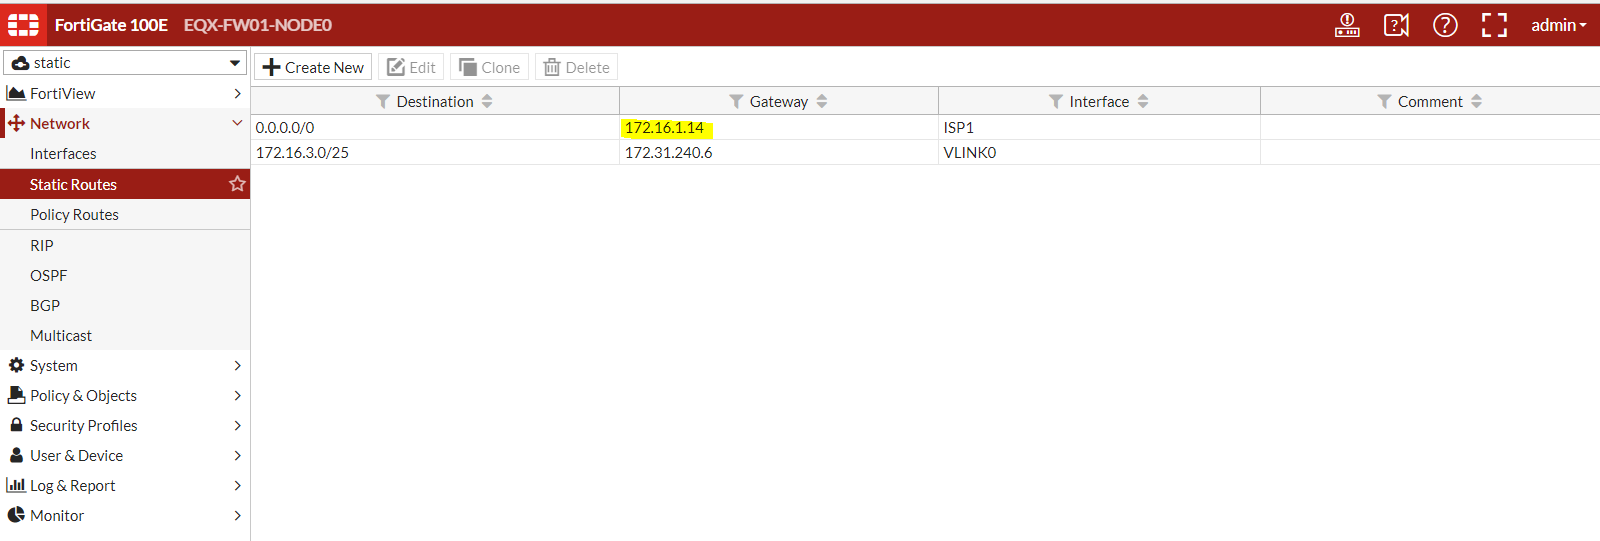 FortiGate 100E EQX-FW01-NODE0
admin
static
Create New Edit Clone Delete
FortiView
Network
Interfaces
Static Routes
Policy Routes
RIP
OSPF
BGP
Multicast
System
Policy & Objects
Security Profiles
User & Device
Log & Report
Monitor
Destination Gateway Interface Comment
0.0.0.0/0 172.16.1.14 ISP1
172.16.3.0/25 172.31.240.6 VLINK0